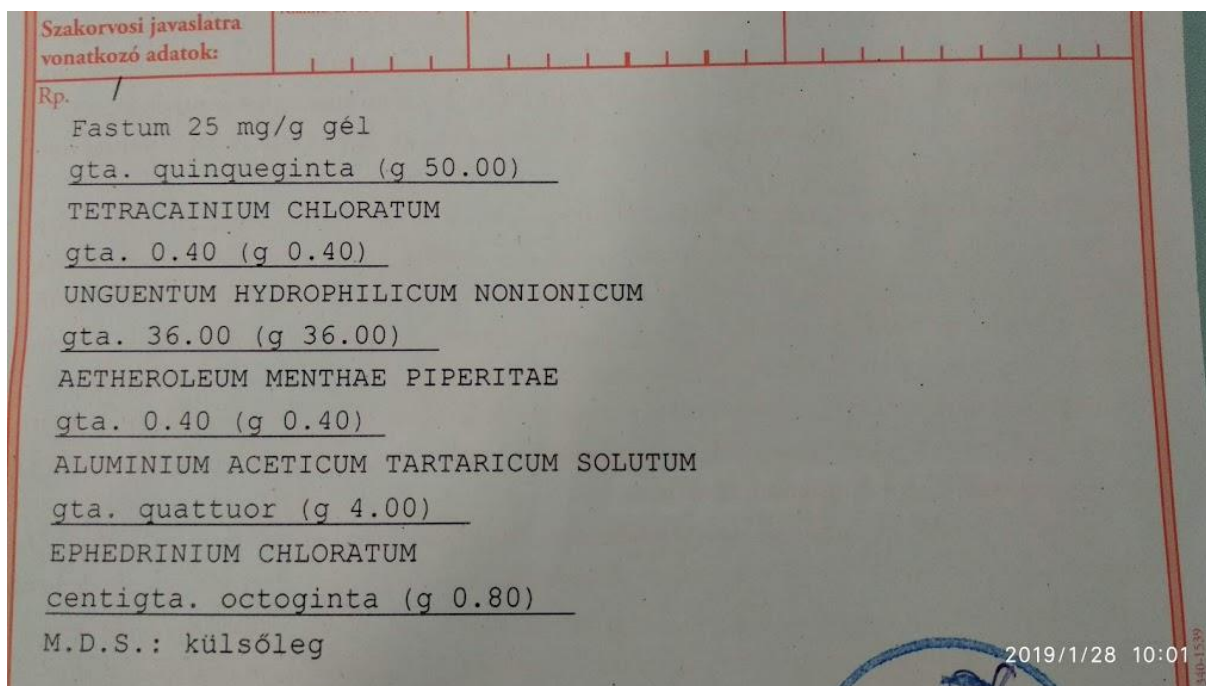 Szakorvosi javaslatra
vonatkozó adatok:
Rp. /
Fastum 25 mg/g gél
gta. quinqueginta (g 50.00)
TETRACAINIUM CHLORATUM
gta. 0.40 (g 0.40)
UNGUENTUM HYDROPHILICUM NONIONICUM
gta. 36.00 (g 36.00)
AETHEROLEUM MENTHAE PIPERITAE
gta. 0.40 (g 0.40)
ALUMINIUM ACETICUM TARTARICUM SOLUTUM
gta. quattuor (g 4.00)
EPHEDRINIUM CHLORATUM
centigta. octoginta (g 0.80)
M.D.S.: külsőleg
2019/1/28 10:01